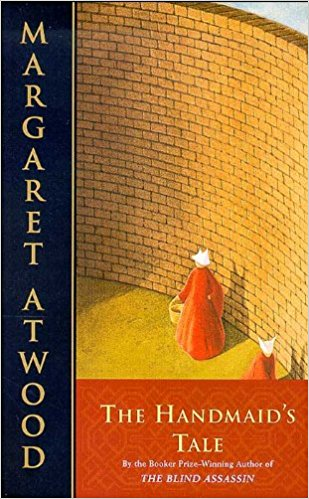 MARGARET ATWOOD
THE HANDMAID'S
TALE
By the Booker Prize–Winning Author of
THE BLIND ASSASSIN